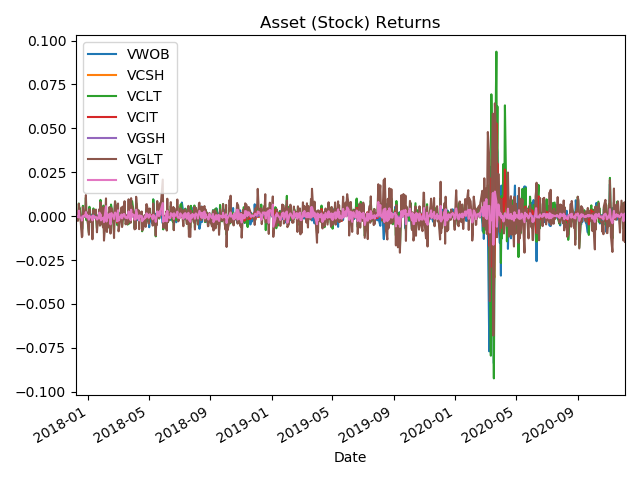 Asset (Stock) Returns
0.100
0.075
0.050
0.025
0.000
−0.025
−0.050
−0.075
−0.100
VWOB
VCSH
VCLT
VCIT
VGSH
VGLT
VGIT
2018-01
2018-05
2018-09
2019-01
2019-05
2019-09
2020-01
2020-05
2020-09
Date